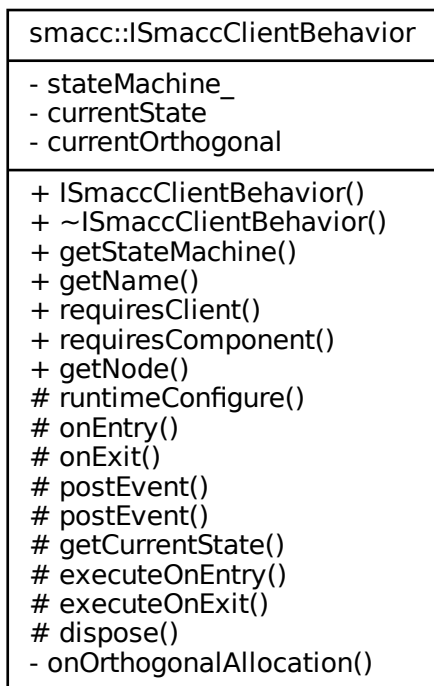 smacc::ISmaccClientBehavior
- stateMachine_
- currentState
- currentOrthogonal
+ ISmaccClientBehavior()
+ ~ISmaccClientBehavior()
+ getStateMachine()
+ getName()
+ requiresClient()
+ requiresComponent()
+ getNode()
# runtimeConfigure()
# onEntry()
# onExit()
# postEvent()
# postEvent()
# getCurrentState()
# executeOnEntry()
# executeOnExit()
# dispose()
- onOrthogonalAllocation()